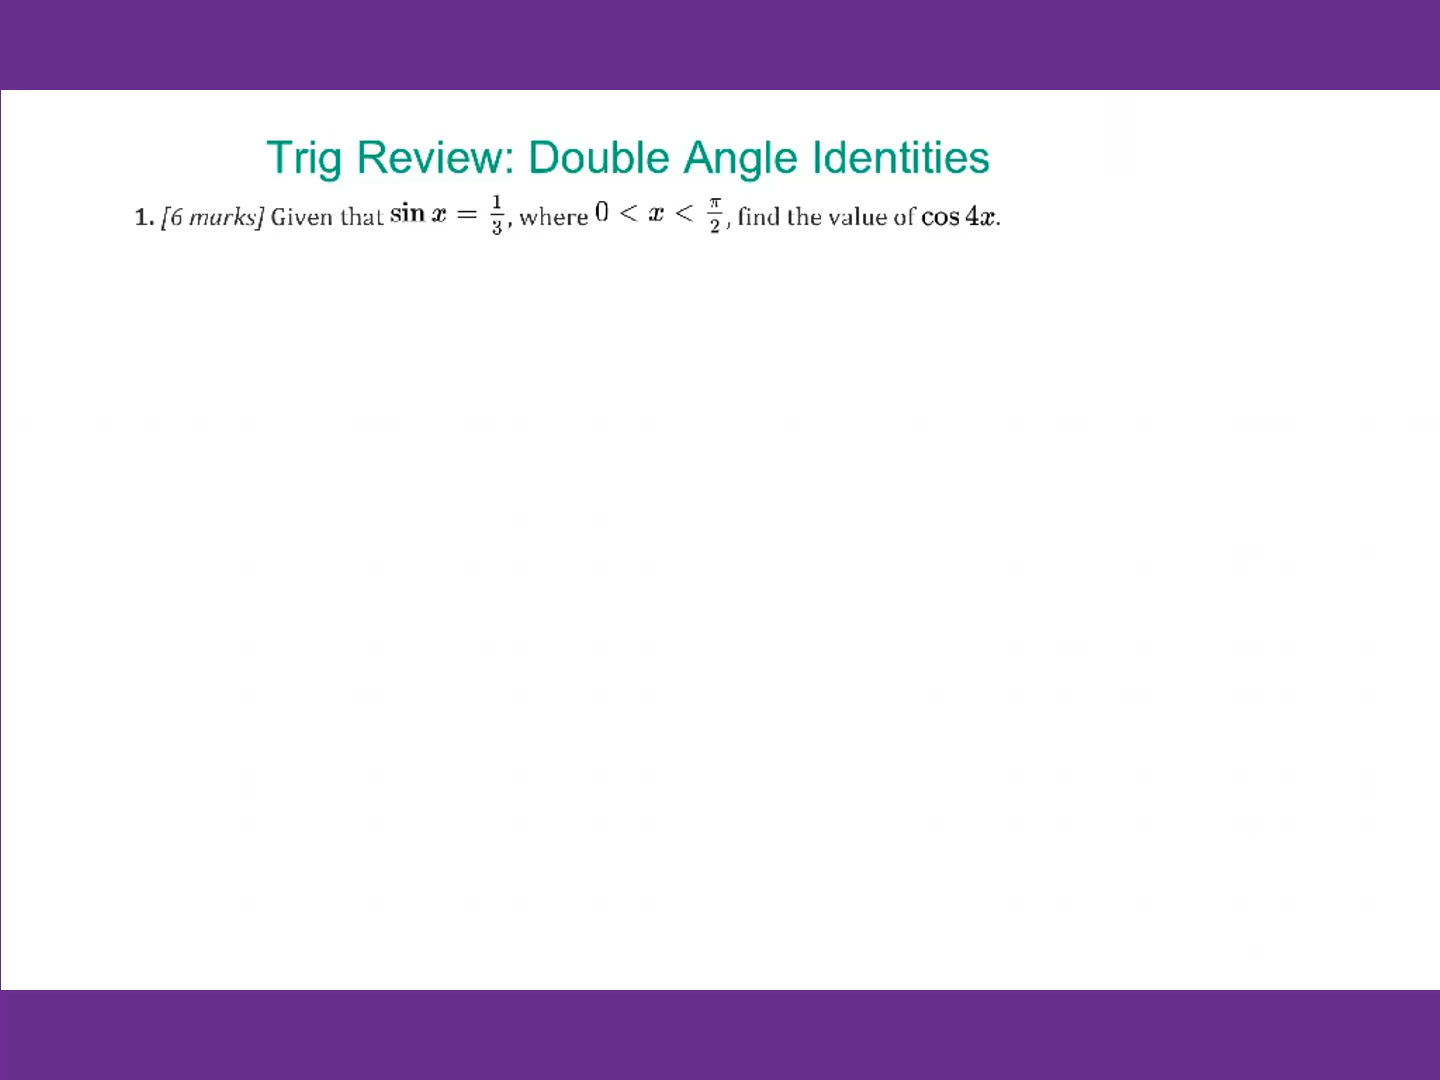 Trig Review: Double Angle Identities
1. [6 marks] Given that sin x = 1/3, where 0 < x < π/2, find the value of cos 4x.